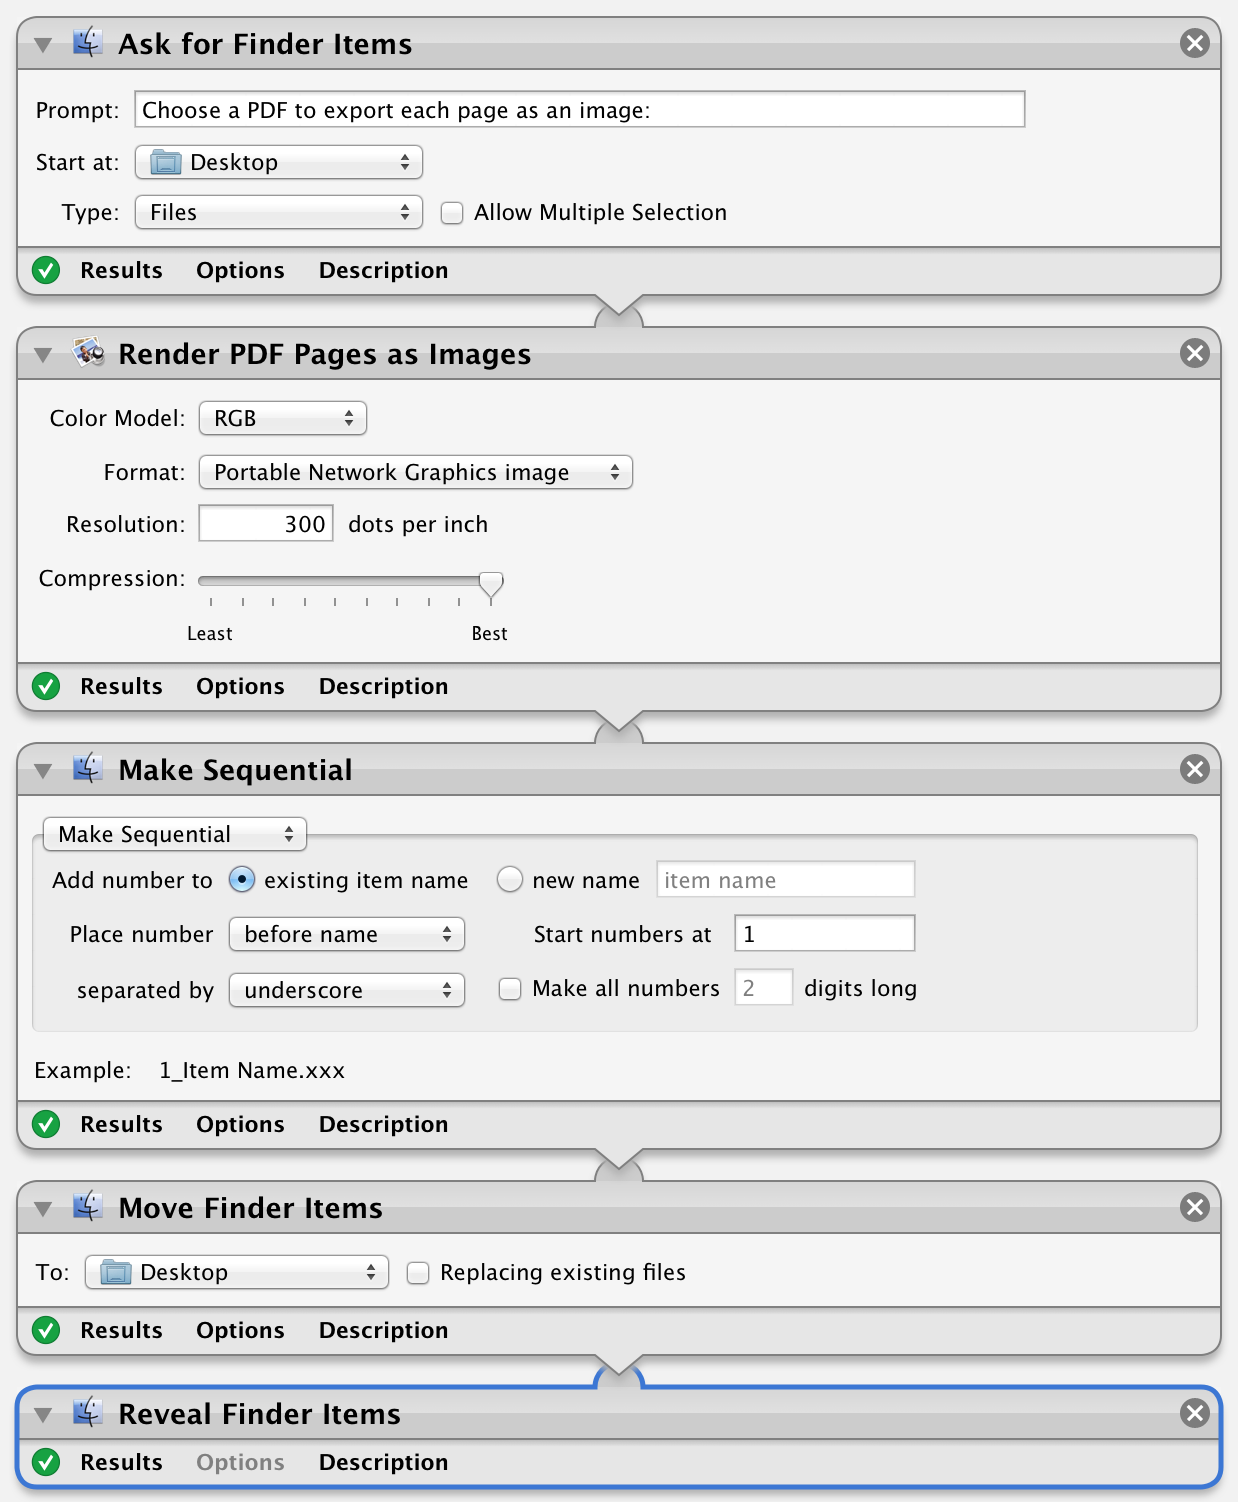 Ask for Finder Items
Prompt: Choose a PDF to export each page as an image:
Start at: Desktop
Type: Files Allow Multiple Selection
Results Options Description
Render PDF Pages as Images
Color Model: RGB
Format: Portable Network Graphics image
Resolution: 300 dots per inch
Compression:
Least Best
Results Options Description
Make Sequential
Make Sequential
Add number to existing item name new name item name
Place number before name Start numbers at 1
separated by underscore Make all numbers 2 digits long
Example: 1_Item Name.xxx
Results Options Description
Move Finder Items
To: Desktop Replacing existing files
Results Options Description
Reveal Finder Items
Results Options Description